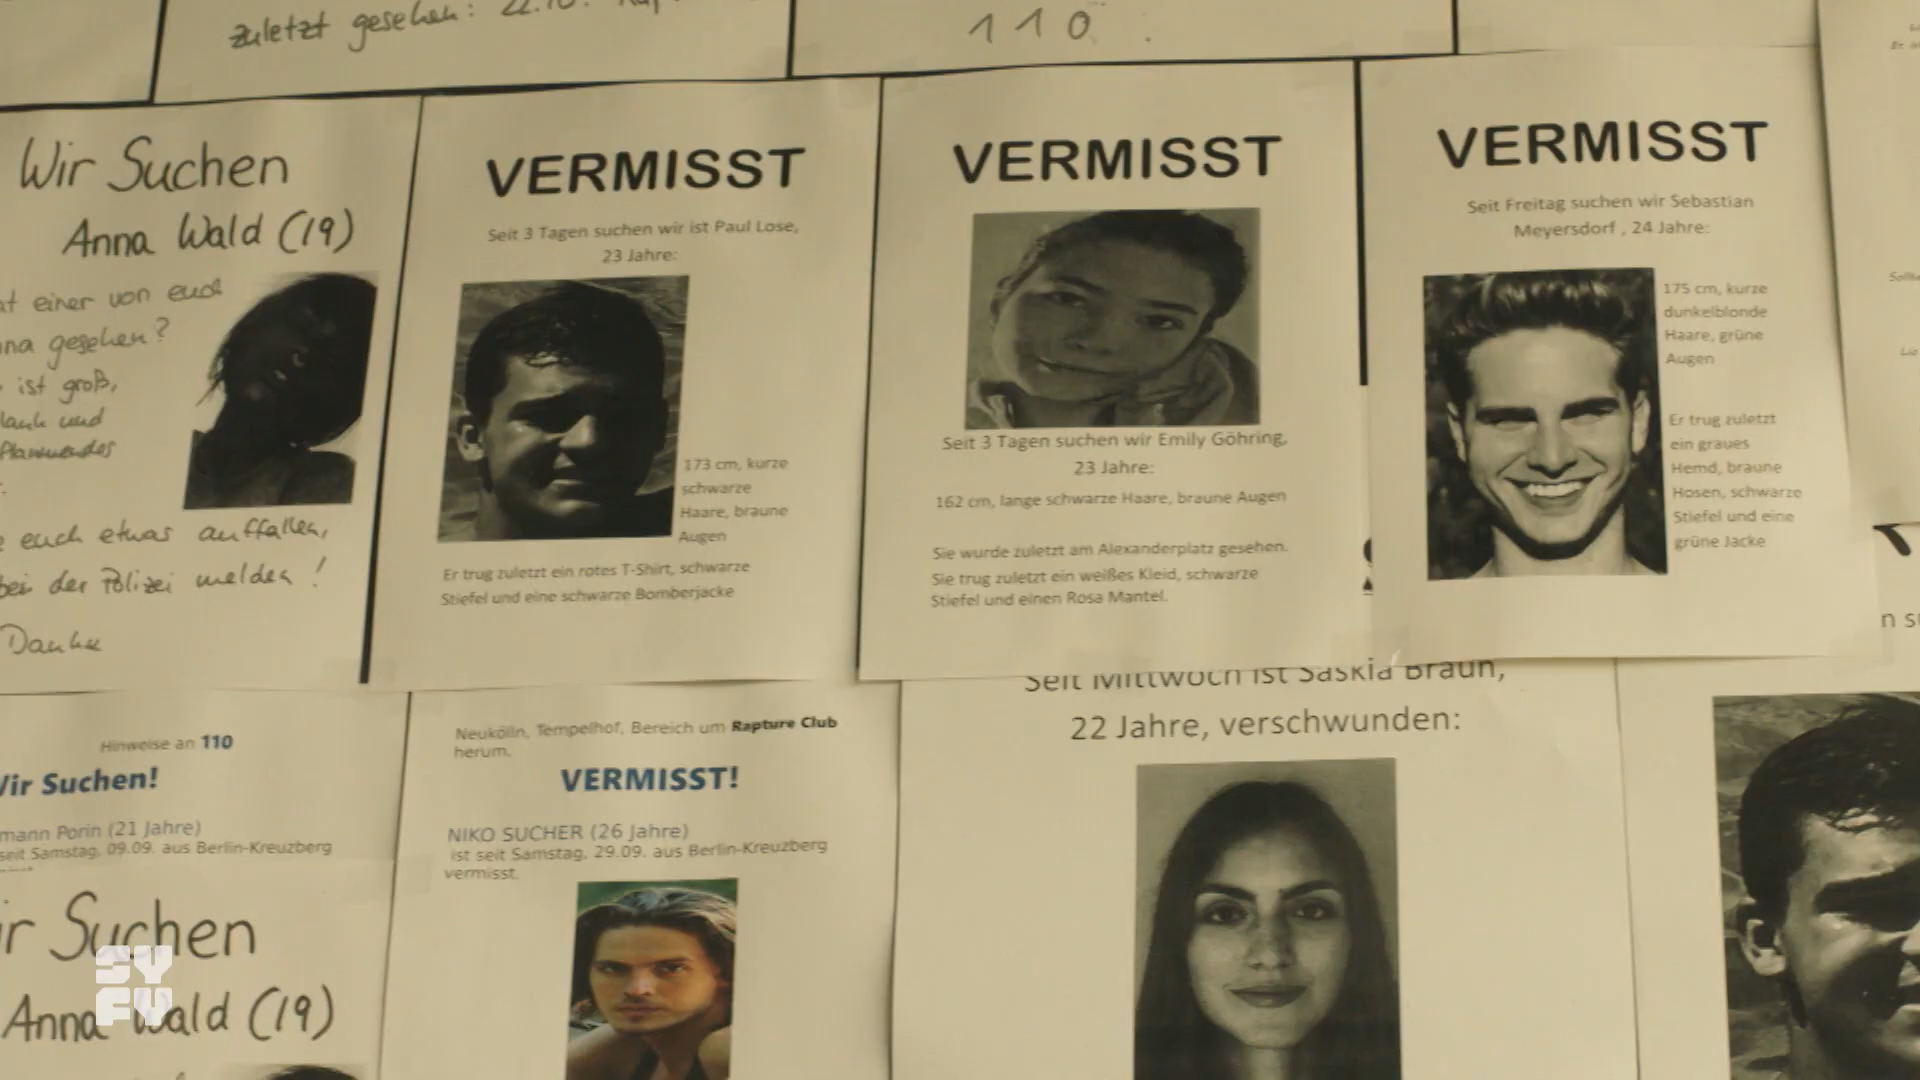 zuletzt gesehen: 22.10.
110
Wir Suchen
Anna Wald (19)
einer von euch
gesehen?
ist groß,
und
euch etwas auffallen,
bei der Polizei melden!
Danke
VERMISST
Seit 3 Tagen suchen wir ist Paul Lose,
23 Jahre:
173 cm, kurze
schwarze
Haare, braune
Augen
Er trug zuletzt ein rotes T-Shirt, schwarze
Stiefel und eine schwarze Bomberjacke
VERMISST
Seit 3 Tagen suchen wir Emily Göhring,
23 Jahre:
162 cm, lange schwarze Haare, braune Augen
Sie wurde zuletzt am Alexanderplatz gesehen.
Sie trug zuletzt ein weißes Kleid, schwarze
Stiefel und einen Rosa Mantel.
VERMISST
Seit Freitag suchen wir Sebastian
Meyersdorf , 24 Jahre:
175 cm, kurze
dunkelblonde
Haare, grüne
Augen
Er trug zuletzt
ein graues
Hemd, braune
Hosen, schwarze
Stiefel und eine
grüne Jacke
Hinweise an 110
Wir Suchen!
mann Porin (21 Jahre)
seit Samstag, 09.09. aus Berlin-Kreuzberg
Neukölln, Tempelhof, Bereich um Rapture Club
herum.
VERMISST!
NIKO SUCHER (26 Jahre)
ist seit Samstag, 29.09. aus Berlin-Kreuzberg
vermisst.
Seit Mittwoch ist Saskia Braun,
22 Jahre, verschwunden:
ir Suchen
Anna Wald (19)
SYFY